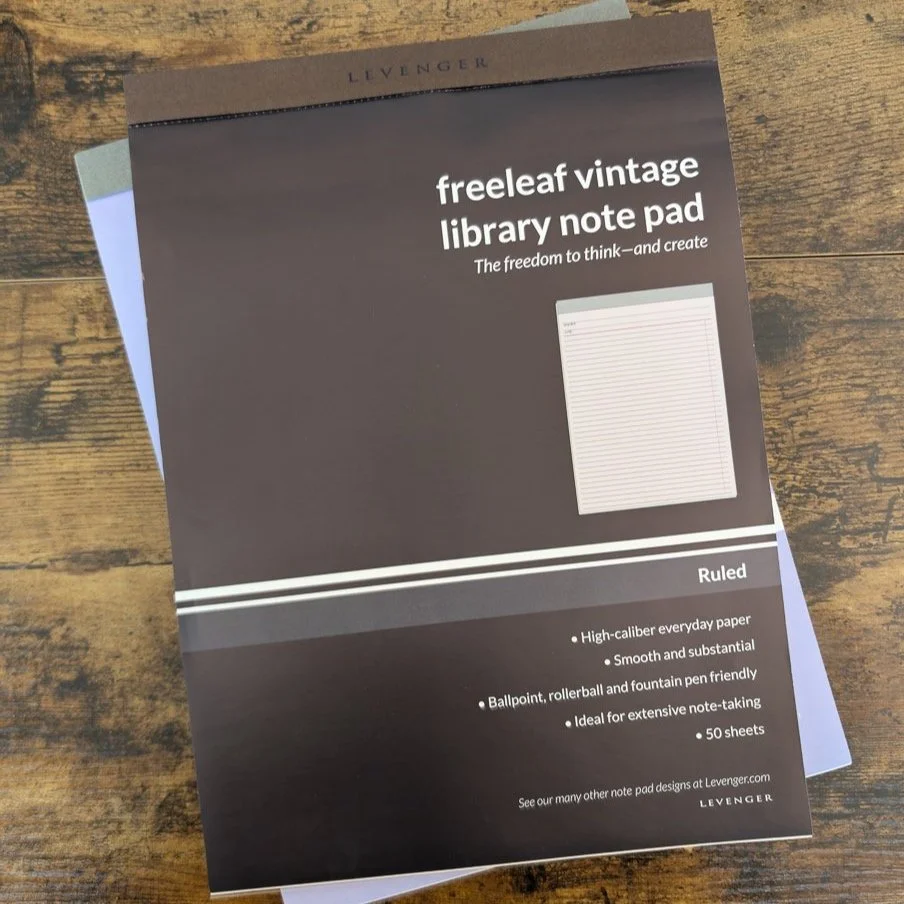 LEVENGER
freeleaf vintage
library note pad
The freedom to think—and create
Ruled
• High-caliber everyday paper
• Smooth and substantial
• Ballpoint, rollerball and fountain pen friendly
• Ideal for extensive note-taking
• 50 sheets
See our many other note pad designs at Levenger.com
LEVENGER